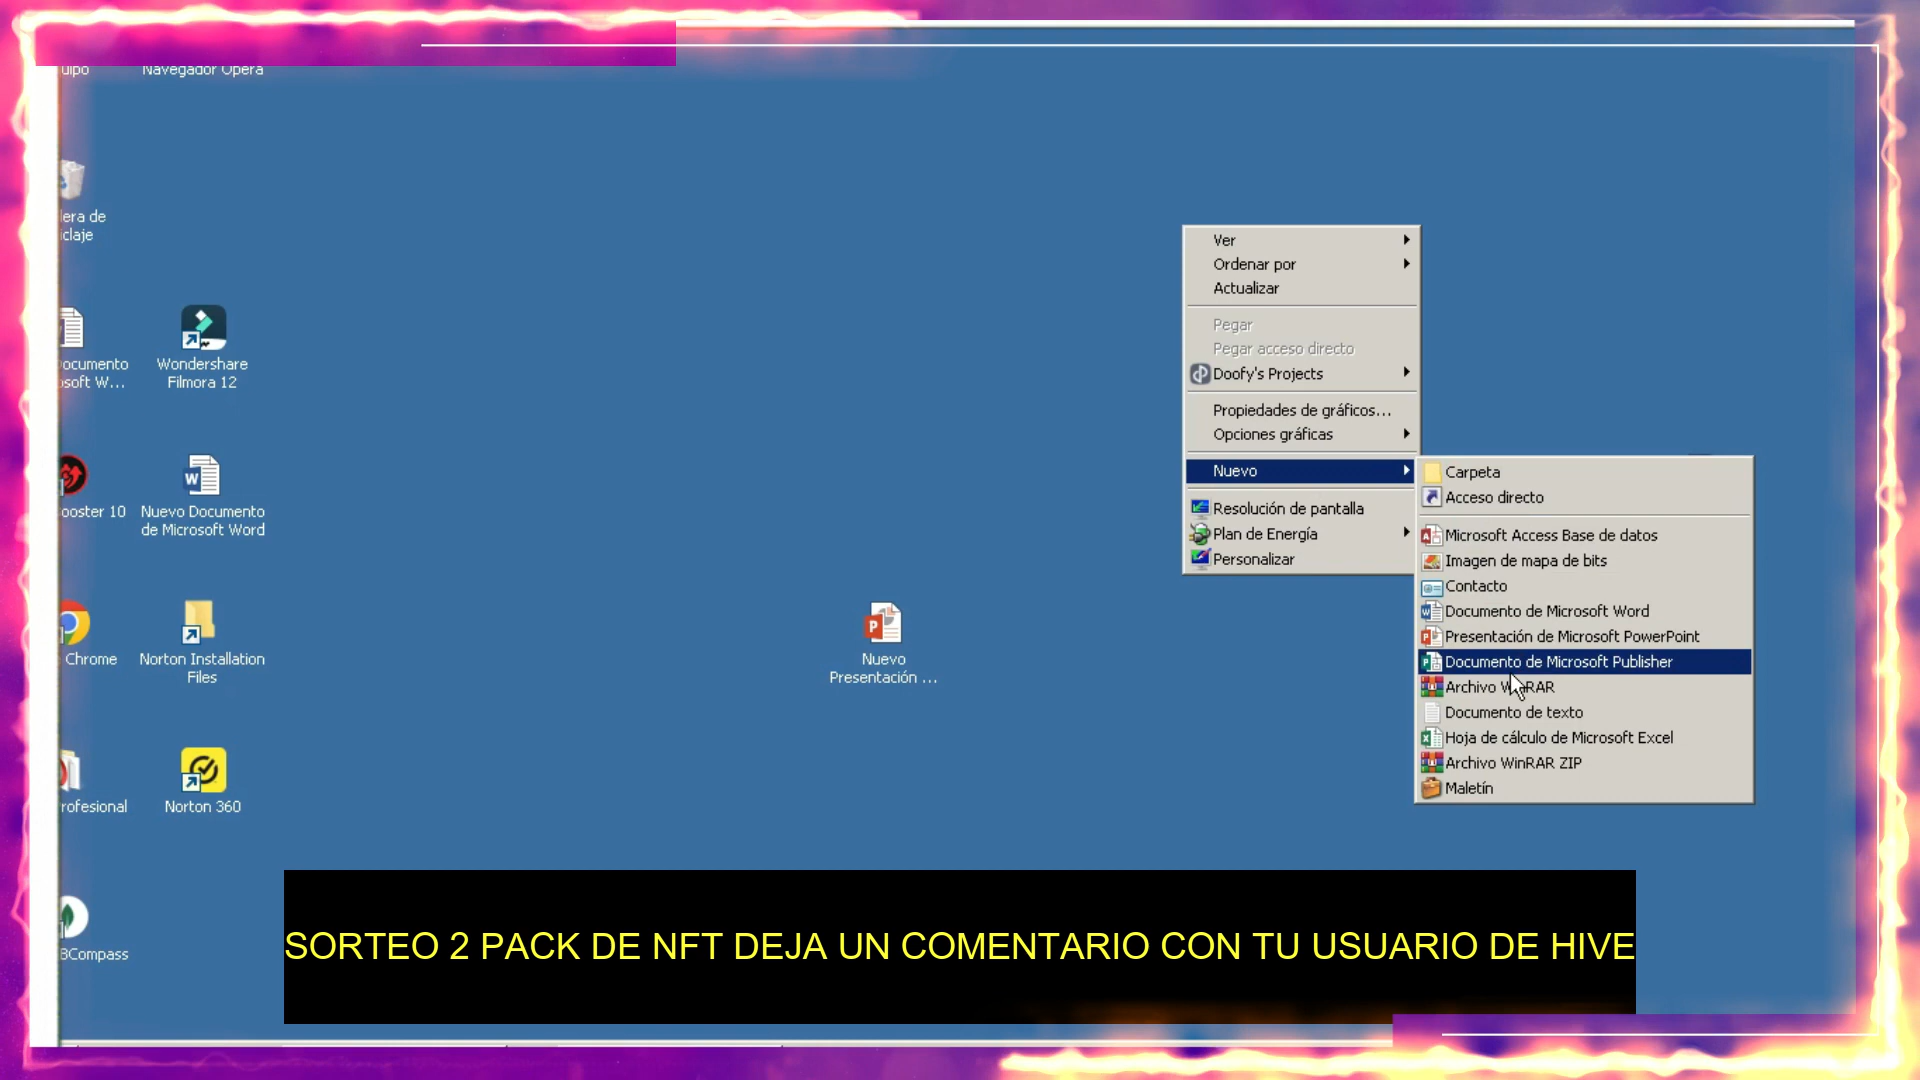 uipo
Navegador Opera
lera de
iclaje
ocumento
osoft W...
Wondershare
Filmora 12
ooster 10
Nuevo Documento
de Microsoft Word
Chrome
Norton Installation
Files
rofesional
Norton 360
BCompass
Nuevo
Presentación ...
Ver
Ordenar por
Actualizar
Pegar
Pegar acceso directo
Doofy's Projects
Propiedades de gráficos...
Opciones gráficas
Nuevo
Resolución de pantalla
Plan de Energía
Personalizar
Carpeta
Acceso directo
Microsoft Access Base de datos
Imagen de mapa de bits
Contacto
Documento de Microsoft Word
Presentación de Microsoft PowerPoint
Documento de Microsoft Publisher
Archivo WinRAR
Documento de texto
Hoja de cálculo de Microsoft Excel
Archivo WinRAR ZIP
Maletín
SORTEO 2 PACK DE NFT DEJA UN COMENTARIO CON TU USUARIO DE HIVE